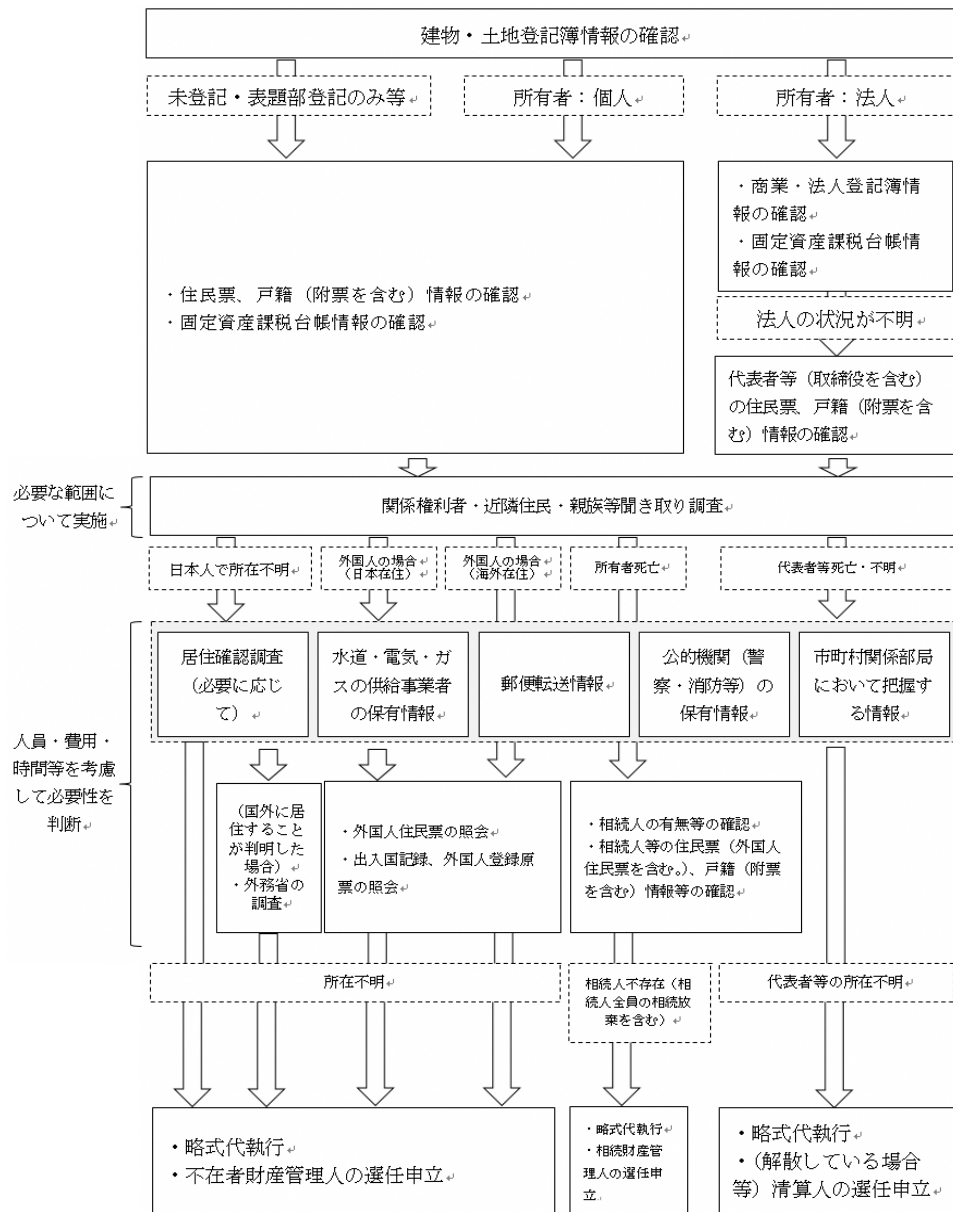 建物・土地登記簿情報の確認
未登記・表題部登記のみ等
所有者：個人
所有者：法人
・商業・法人登記簿情
報の確認
・固定資産課税台帳情
報の確認
・住民票、戸籍（附票を含む）情報の確認
・固定資産課税台帳情報の確認
法人の状況が不明
代表者等（取締役を含む）
の住民票、戸籍（附票を含
む）情報の確認
必要な範囲に
ついて実施
関係権利者・近隣住民・親族等聞き取り調査
日本人で所在不明
外国人の場合
（日本在住）
外国人の場合
（海外在住）
所有者死亡
代表者等死亡・不明
人員・費用・
時間等を考慮
して必要性を
判断
居住確認調査
（必要に応じ
て）
水道・電気・ガ
スの供給事業者
の保有情報
郵便転送情報
公的機関（警
察・消防等）の
保有情報
市町村関係部局
において把握す
る情報
（国外に居
住すること
が判明した
場合）
・外務省の
調査
・外国人住民票の照会
・出入国記録、外国人登録原
票の照会
・相続人の有無等の確認
・相続人等の住民票（外国人
住民票を含む。）、戸籍（附票
を含む）情報等の確認
所在不明
相続人不存在（相
続人全員の相続放
棄を含む）
代表者等の所在不明
・略式代執行
・不在者財産管理人の選任申立
・略式代執行
・相続財産管
理人の選任申
立
・略式代執行
・（解散している場合
等）清算人の選任申立